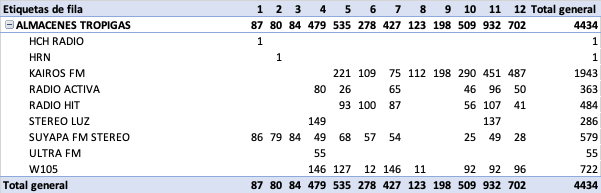 Etiquetas de fila 1 2 3 4 5 6 7 8 9 10 11 12 Total general
ALMACENES TROPIGAS 87 80 84 479 535 278 427 123 198 509 932 702 4434
HCH RADIO 1 1
HRN 1 1
KAIROS FM 221 109 75 112 198 290 451 487 1943
RADIO ACTIVA 80 26 65 46 96 50 363
RADIO HIT 93 100 87 56 107 41 484
STEREO LUZ 149 137 286
SUYAPA FM STEREO 86 79 84 49 68 57 54 25 49 28 579
ULTRA FM 55 55
W105 146 127 12 146 11 92 92 96 722
Total general 87 80 84 479 535 278 427 123 198 509 932 702 4434